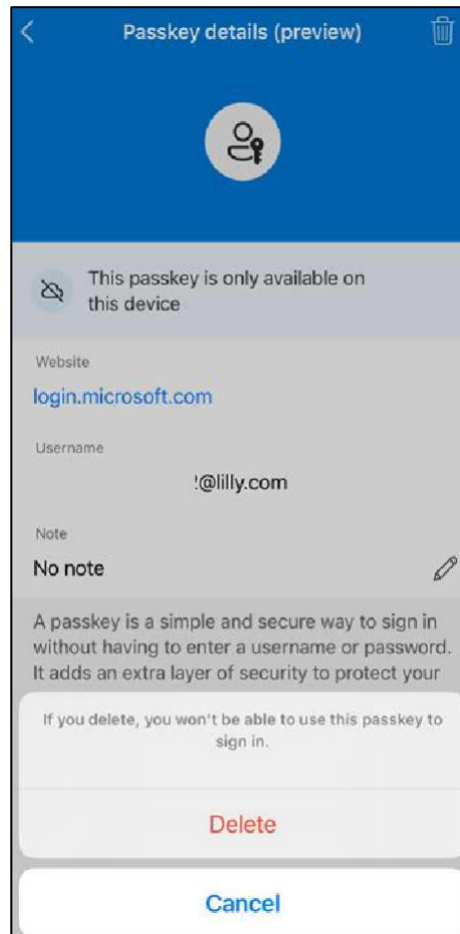 Passkey details (preview)
This passkey is only available on
this device
Website
login.microsoft.com
Username
!@lilly.com
Note
No note
A passkey is a simple and secure way to sign in
without having to enter a username or password.
It adds an extra layer of security to protect your
If you delete, you won't be able to use this passkey to
sign in.
Delete
Cancel